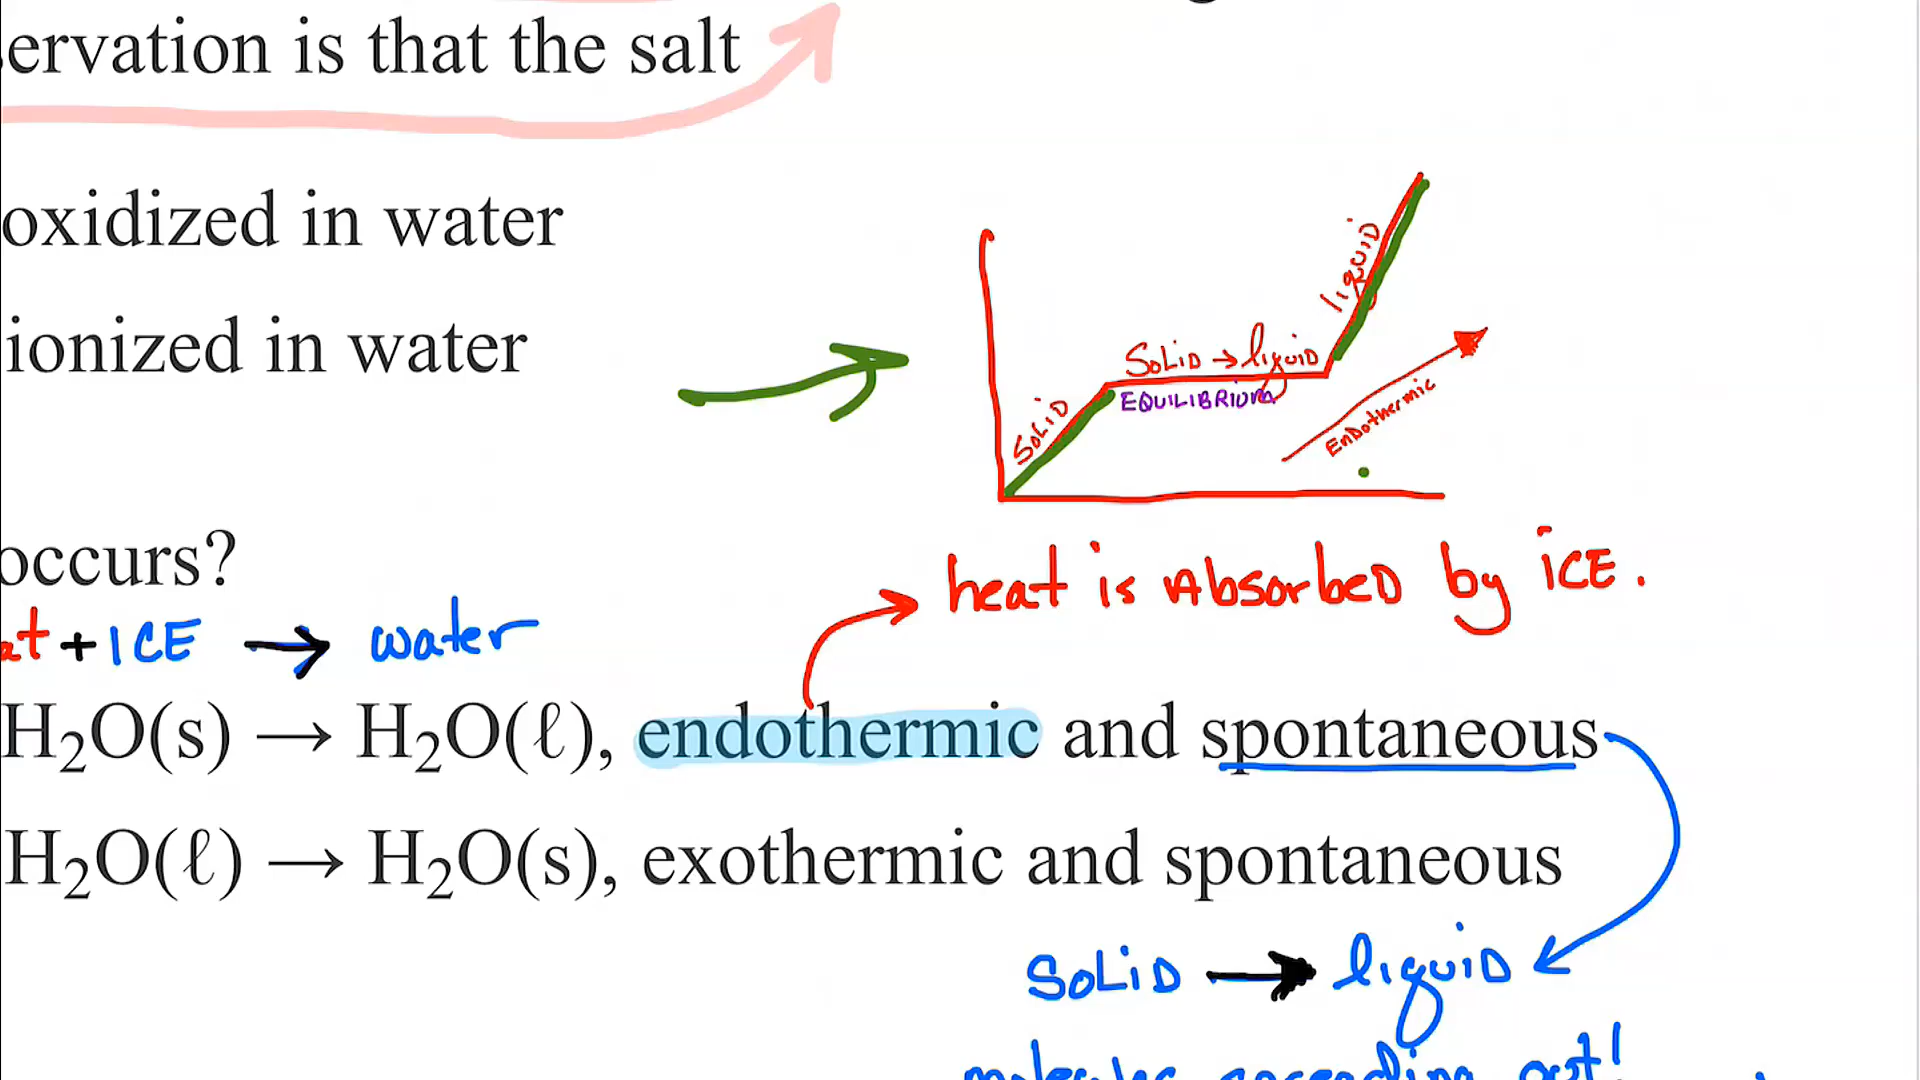 ervation is that the salt
oxidized in water
ionized in water
liquiD
SoLiD → liquiD
EQUILIBRIUM
SoLiD
EnDothermic
occurs?
heat is AbsorbeD by iCE.
at + ICE → water
H₂O(s) → H₂O(ℓ), endothermic and spontaneous
H₂O(ℓ) → H₂O(s), exothermic and spontaneous
SoLiD → liquiD